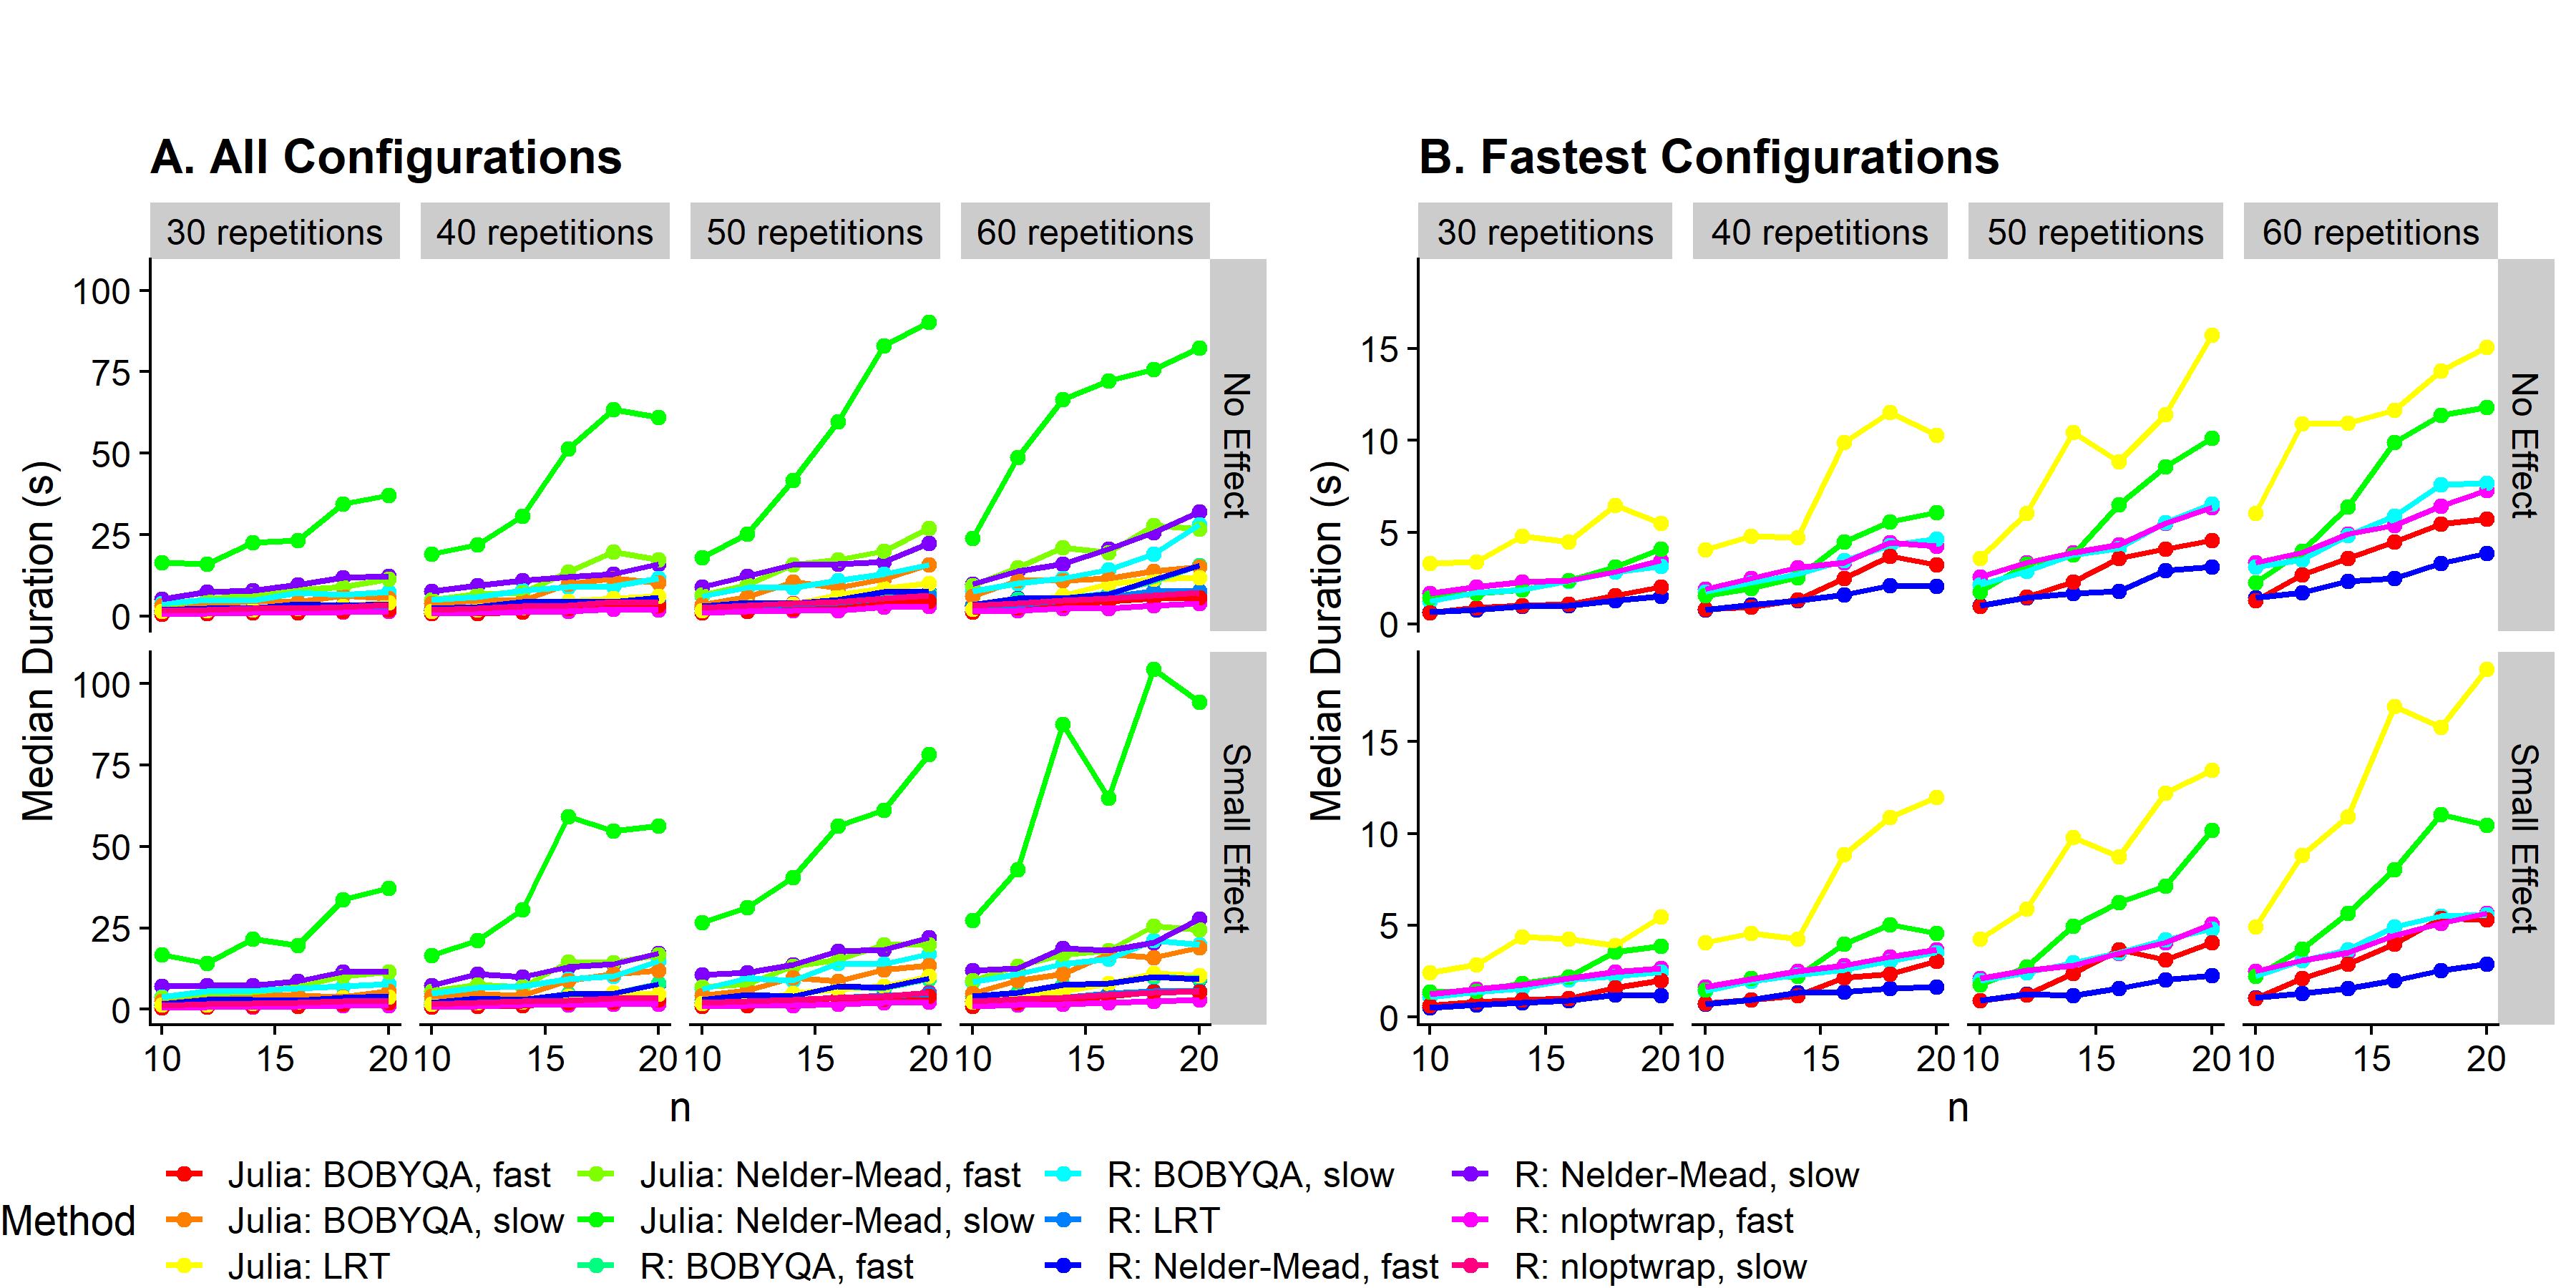 A. All Configurations
B. Fastest Configurations
30 repetitions 40 repetitions 50 repetitions 60 repetitions
30 repetitions 40 repetitions 50 repetitions 60 repetitions
Median Duration (s)
100
75
50
25
0
No Effect
100
75
50
25
0
Small Effect
10 15 20 10 15 20 10 15 20 10 15 20
n
Median Duration (s)
15
10
5
0
No Effect
15
10
5
0
Small Effect
10 15 20 10 15 20 10 15 20 10 15 20
n
Method
Julia: BOBYQA, fast
Julia: BOBYQA, slow
Julia: LRT
Julia: Nelder-Mead, fast
Julia: Nelder-Mead, slow
R: BOBYQA, fast
R: BOBYQA, slow
R: LRT
R: Nelder-Mead, fast
R: Nelder-Mead, slow
R: nloptwrap, fast
R: nloptwrap, slow